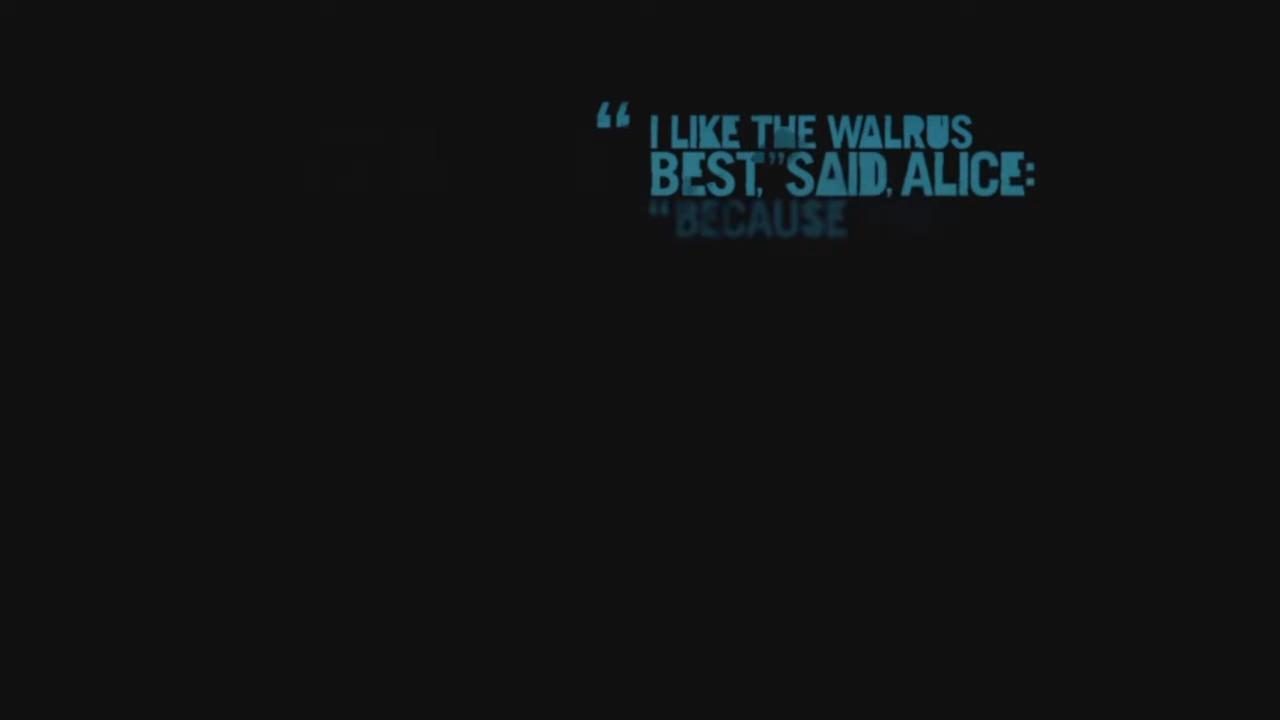 “ I LIKE THE WALRUS
BEST,” SAID, ALICE:
“BECAUSE